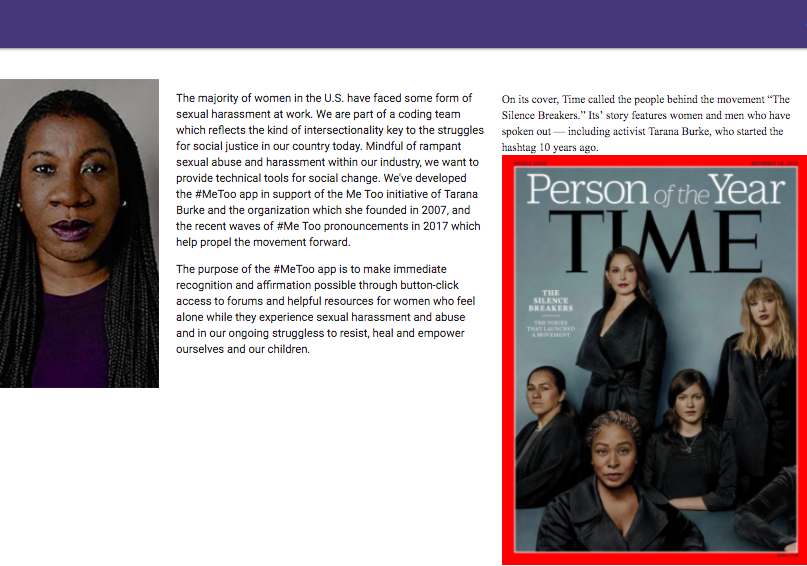 The majority of women in the U.S. have faced some form of
sexual harassment at work. We are part of a coding team
which reflects the kind of intersectionality key to the struggles
for social justice in our country today. Mindful of rampant
sexual abuse and harassment within our industry, we want to
provide technical tools for social change. We've developed
the #MeToo app in support of the Me Too initiative of Tarana
Burke and the organization which she founded in 2007, and
the recent waves of #Me Too pronouncements in 2017 which
help propel the movement forward.
The purpose of the #MeToo app is to make immediate
recognition and affirmation possible through button-click
access to forums and helpful resources for women who feel
alone while they experience sexual harassment and abuse
and in our ongoing struggless to resist, heal and empower
ourselves and our children.
On its cover, Time called the people behind the movement “The
Silence Breakers.” Its’ story features women and men who have
spoken out — including activist Tarana Burke, who started the
hashtag 10 years ago.
Person of the Year
TIME
THE
SILENCE
BREAKERS
THE VOICES
THAT LAUNCHED
A MOVEMENT